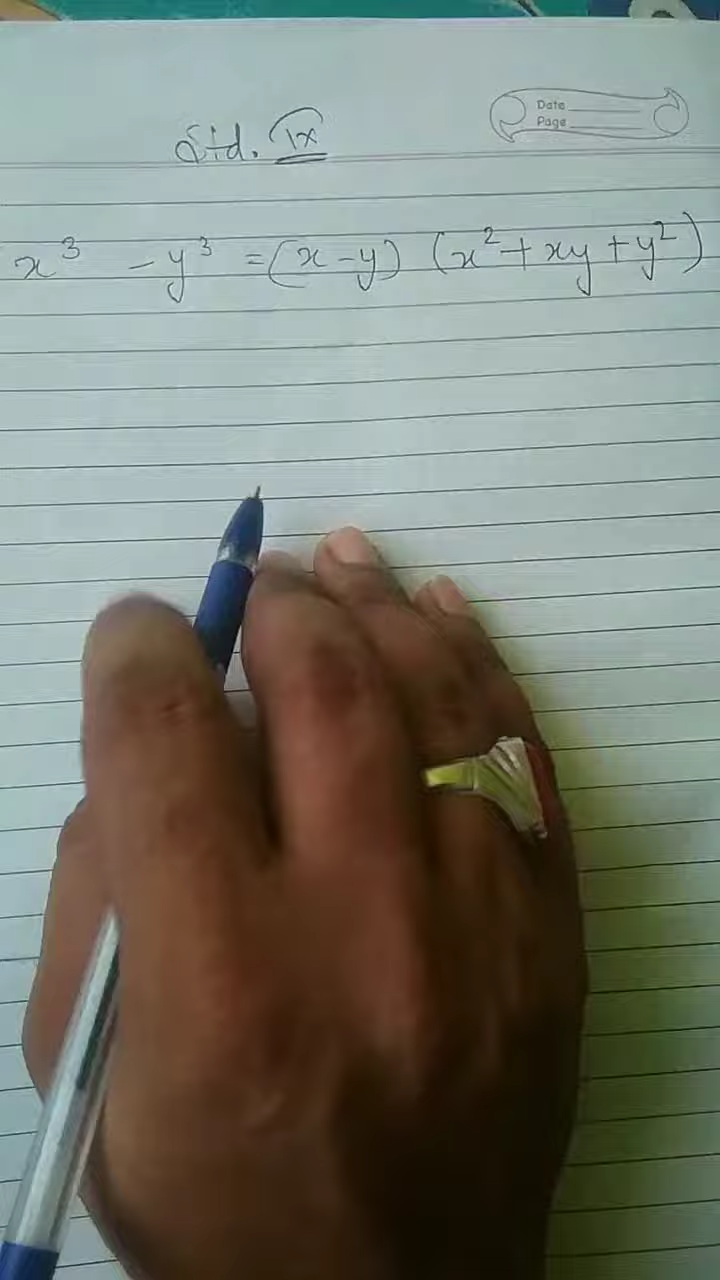 Date
Page
Std. IX
x³ - y³ = (x - y) (x² + xy + y²)